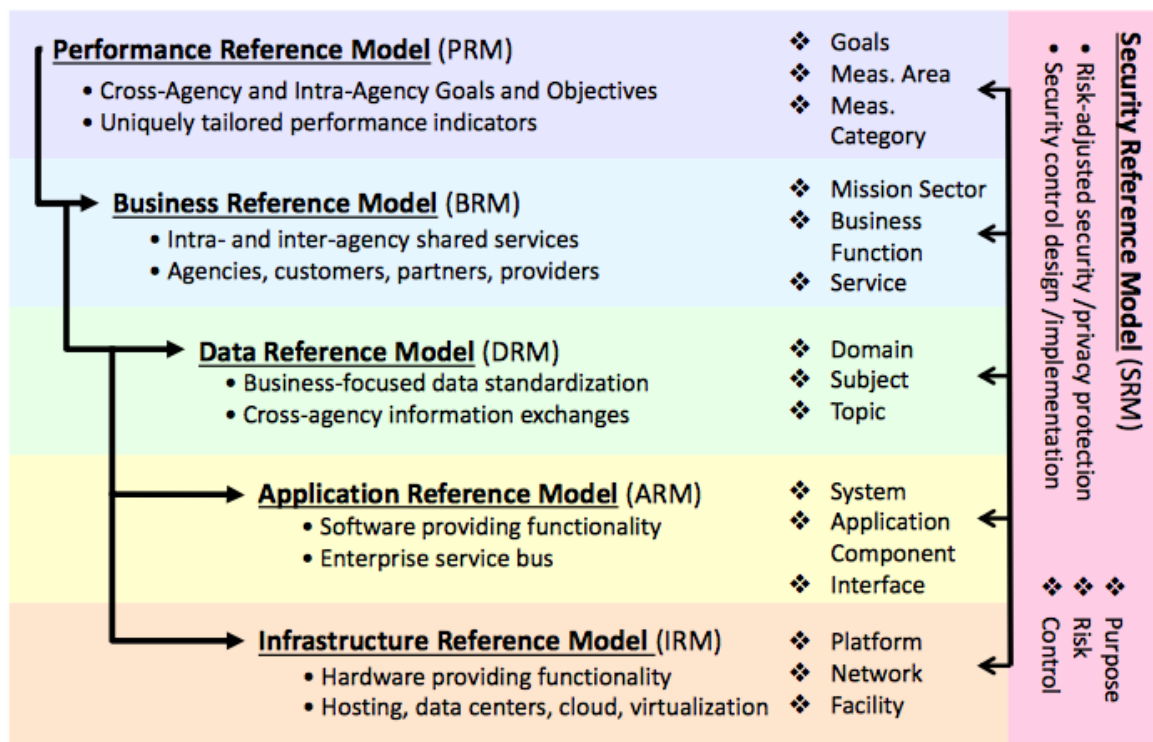 Performance Reference Model (PRM)
• Cross-Agency and Intra-Agency Goals and Objectives
• Uniquely tailored performance indicators
❖ Goals
❖ Meas. Area
❖ Meas.
Category
Business Reference Model (BRM)
• Intra- and inter-agency shared services
• Agencies, customers, partners, providers
❖ Mission Sector
❖ Business
Function
❖ Service
Data Reference Model (DRM)
• Business-focused data standardization
• Cross-agency information exchanges
❖ Domain
❖ Subject
❖ Topic
Application Reference Model (ARM)
• Software providing functionality
• Enterprise service bus
❖ System
❖ Application
Component
❖ Interface
Infrastructure Reference Model (IRM)
• Hardware providing functionality
• Hosting, data centers, cloud, virtualization
❖ Platform
❖ Network
❖ Facility
Security Reference Model (SRM)
• Risk-adjusted security /privacy protection
• Security control design /implementation
❖ Purpose
❖ Risk
❖ Control